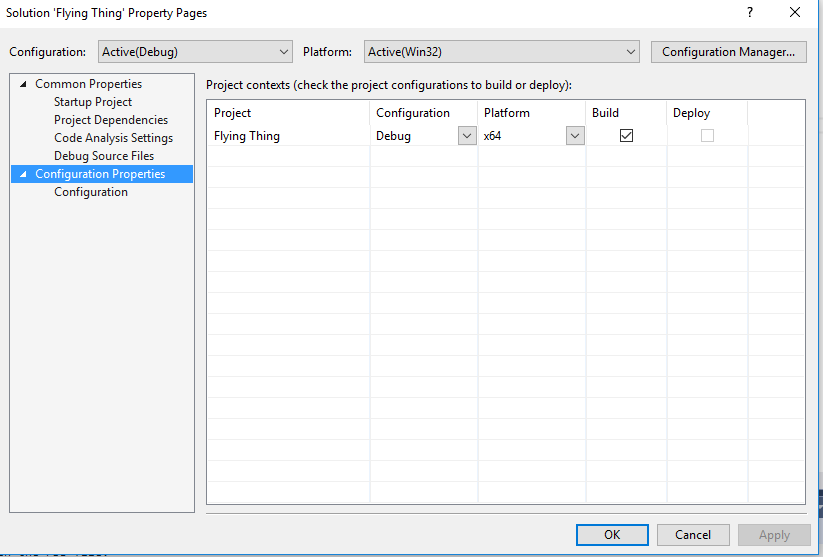 Solution 'Flying Thing' Property Pages
?
Configuration: Active(Debug) Platform: Active(Win32) Configuration Manager...
Common Properties
Startup Project
Project Dependencies
Code Analysis Settings
Debug Source Files
Configuration Properties
Configuration
Project contexts (check the project configurations to build or deploy):
Project Configuration Platform Build Deploy
Flying Thing Debug x64
OK Cancel Apply